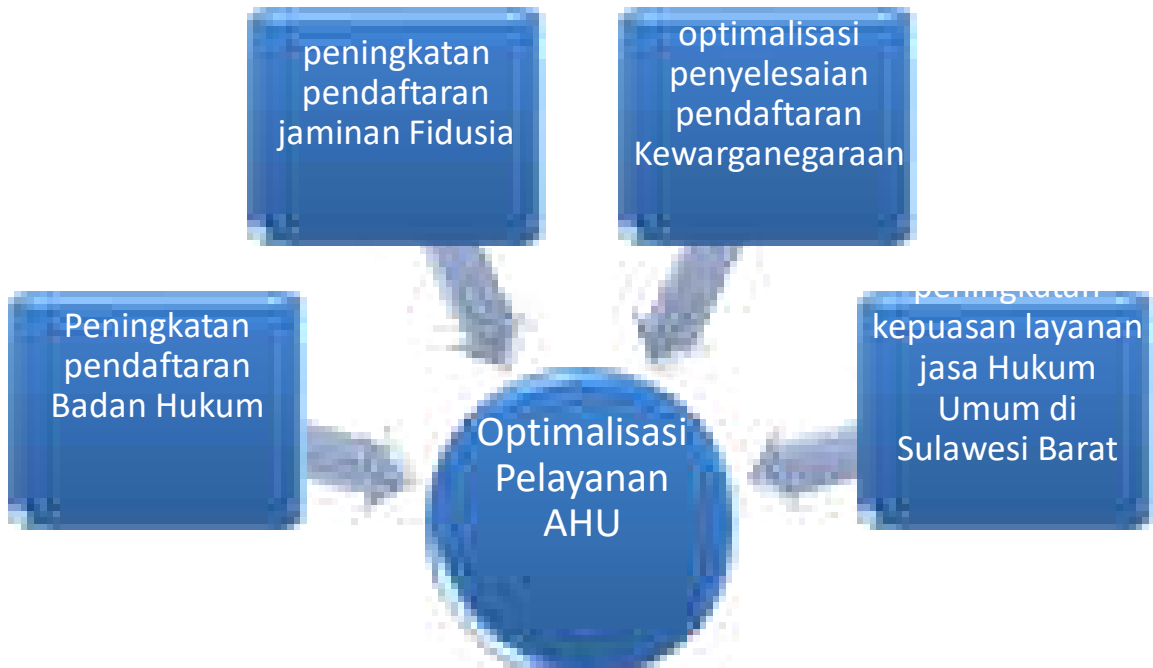 peningkatan
pendaftaran
jaminan Fidusia
optimalisasi
penyelesaian
pendaftaran
Kewarganegaraan
Peningkatan
pendaftaran
Badan Hukum
peningkatan
kepuasan layanan
jasa Hukum
Umum di
Sulawesi Barat
Optimalisasi
Pelayanan
AHU